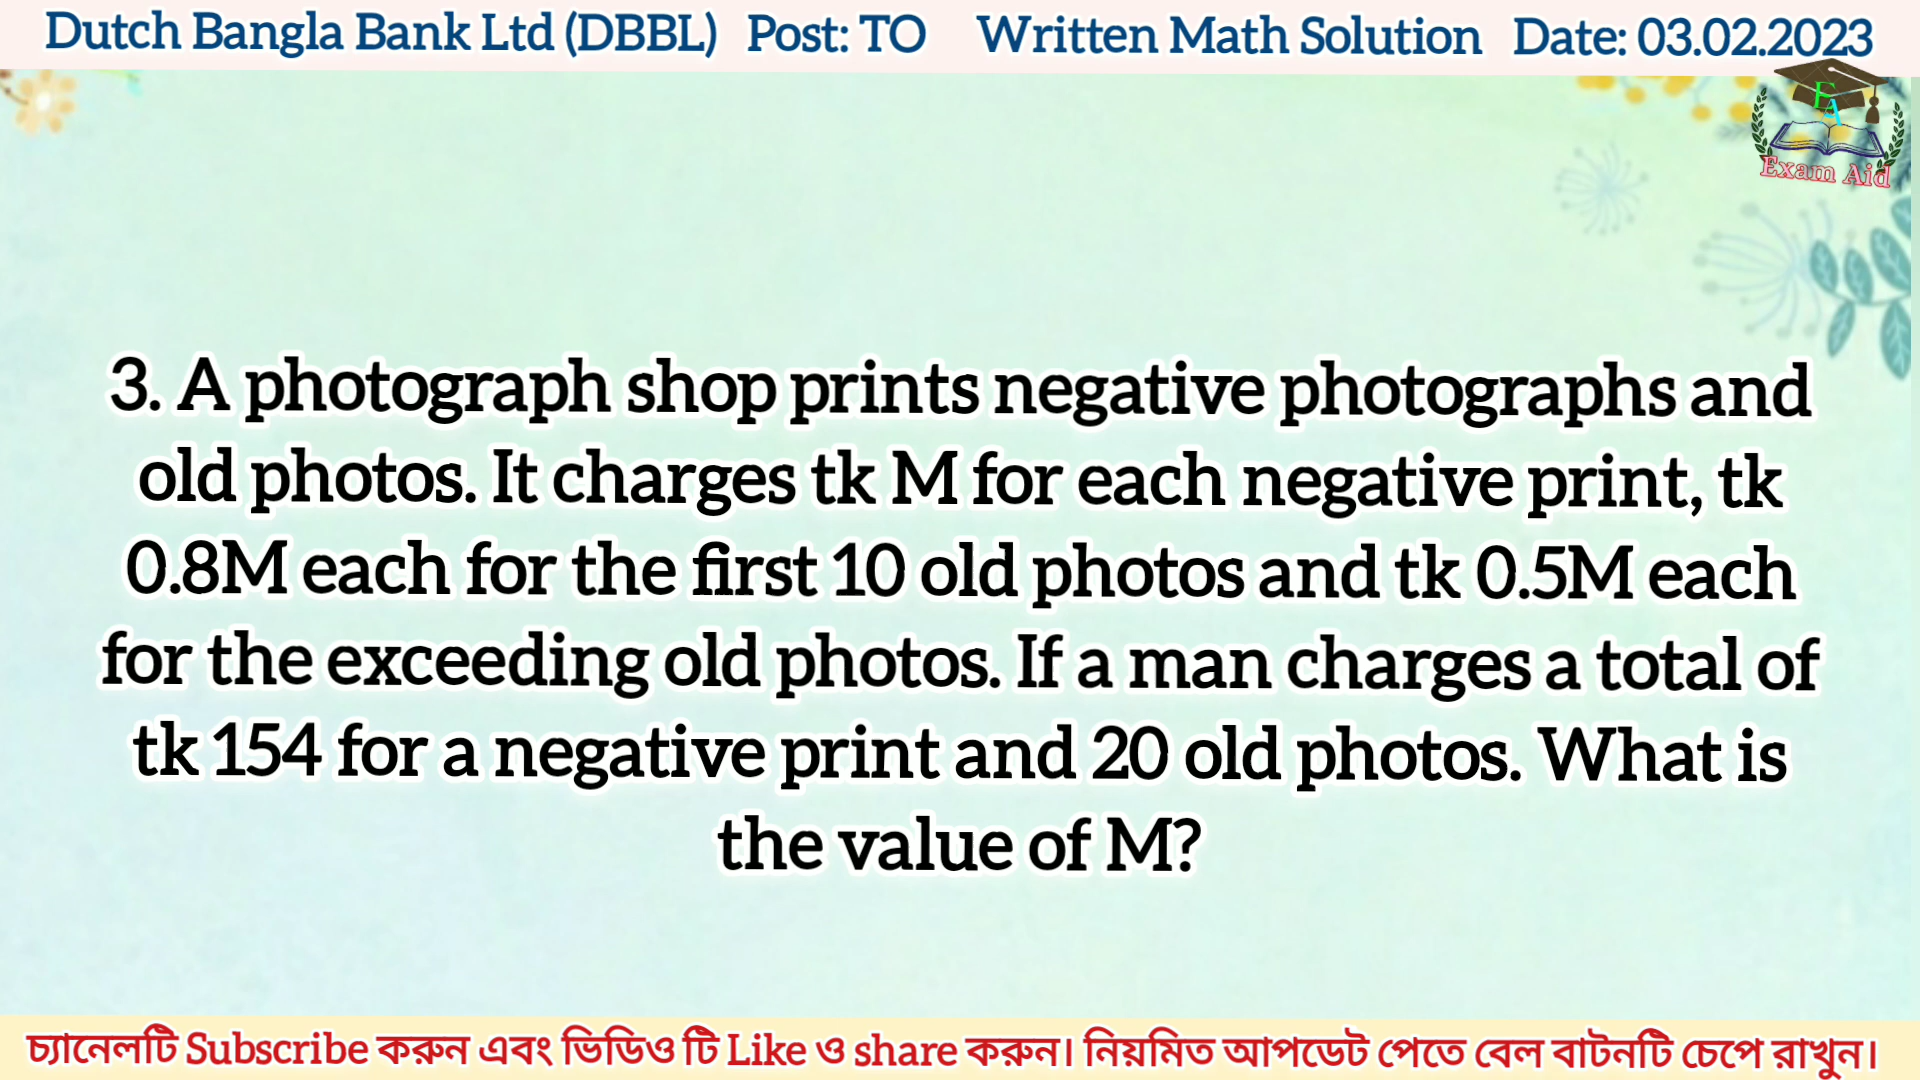 Dutch Bangla Bank Ltd (DBBL) Post: TO Written Math Solution Date: 03.02.2023
EA
Exam Aid
3. A photograph shop prints negative photographs and
old photos. It charges tk M for each negative print, tk
0.8M each for the first 10 old photos and tk 0.5M each
for the exceeding old photos. If a man charges a total of
tk 154 for a negative print and 20 old photos. What is
the value of M?
চ্যানেলটি Subscribe করুন এবং ভিডিও টি Like ও share করুন। নিয়মিত আপডেট পেতে বেল বাটনটি চেপে রাখুন।